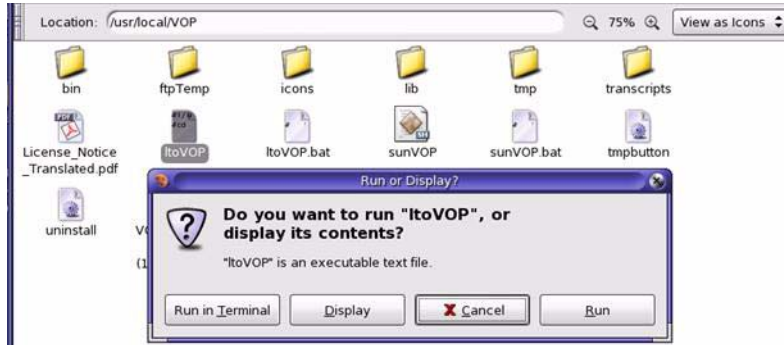 Location: /usr/local/VOP 75% View as Icons
bin ftpTemp icons lib tmp transcripts
License_Notice ltoVOP ltoVOP.bat sunVOP sunVOP.bat tmpbutton
_Translated.pdf
Run or Display?
uninstall
Do you want to run "ltoVOP", or
display its contents?
"ltoVOP" is an executable text file.
Run in Terminal Display Cancel Run